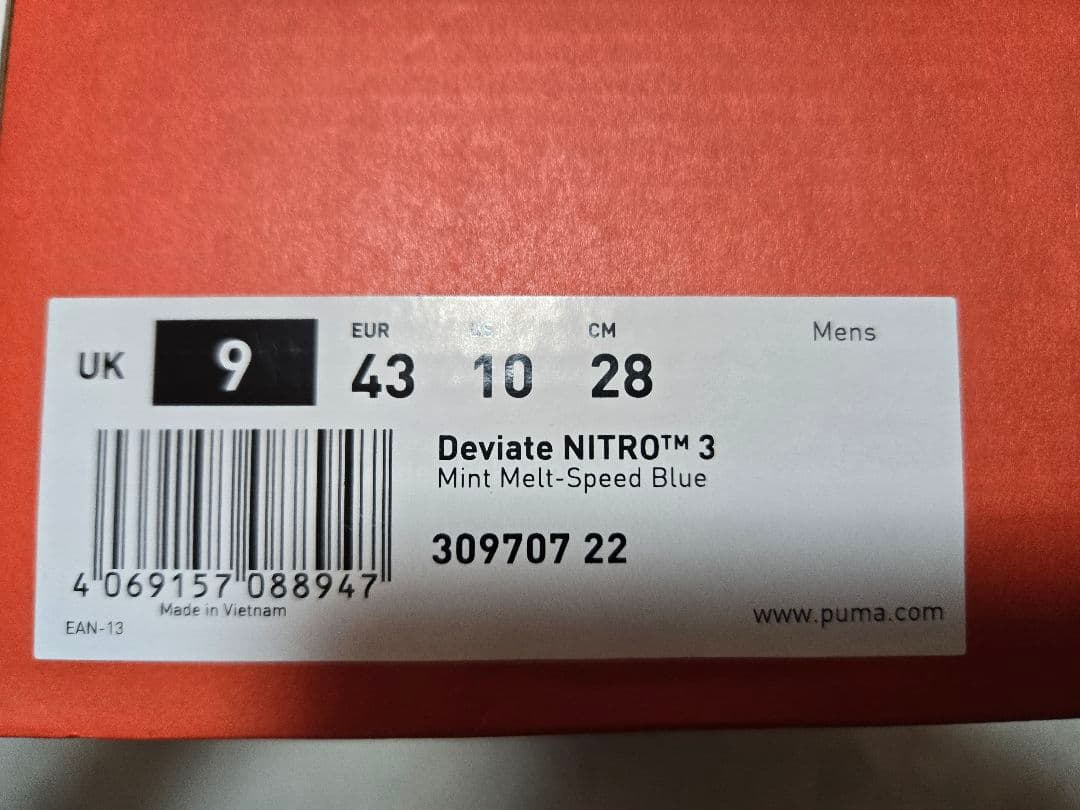 UK 9 EUR 43 US 10 CM 28 Mens
Deviate NITRO™ 3
Mint Melt-Speed Blue
309707 22
4 069157 088947
Made in Vietnam
EAN-13
www.puma.com